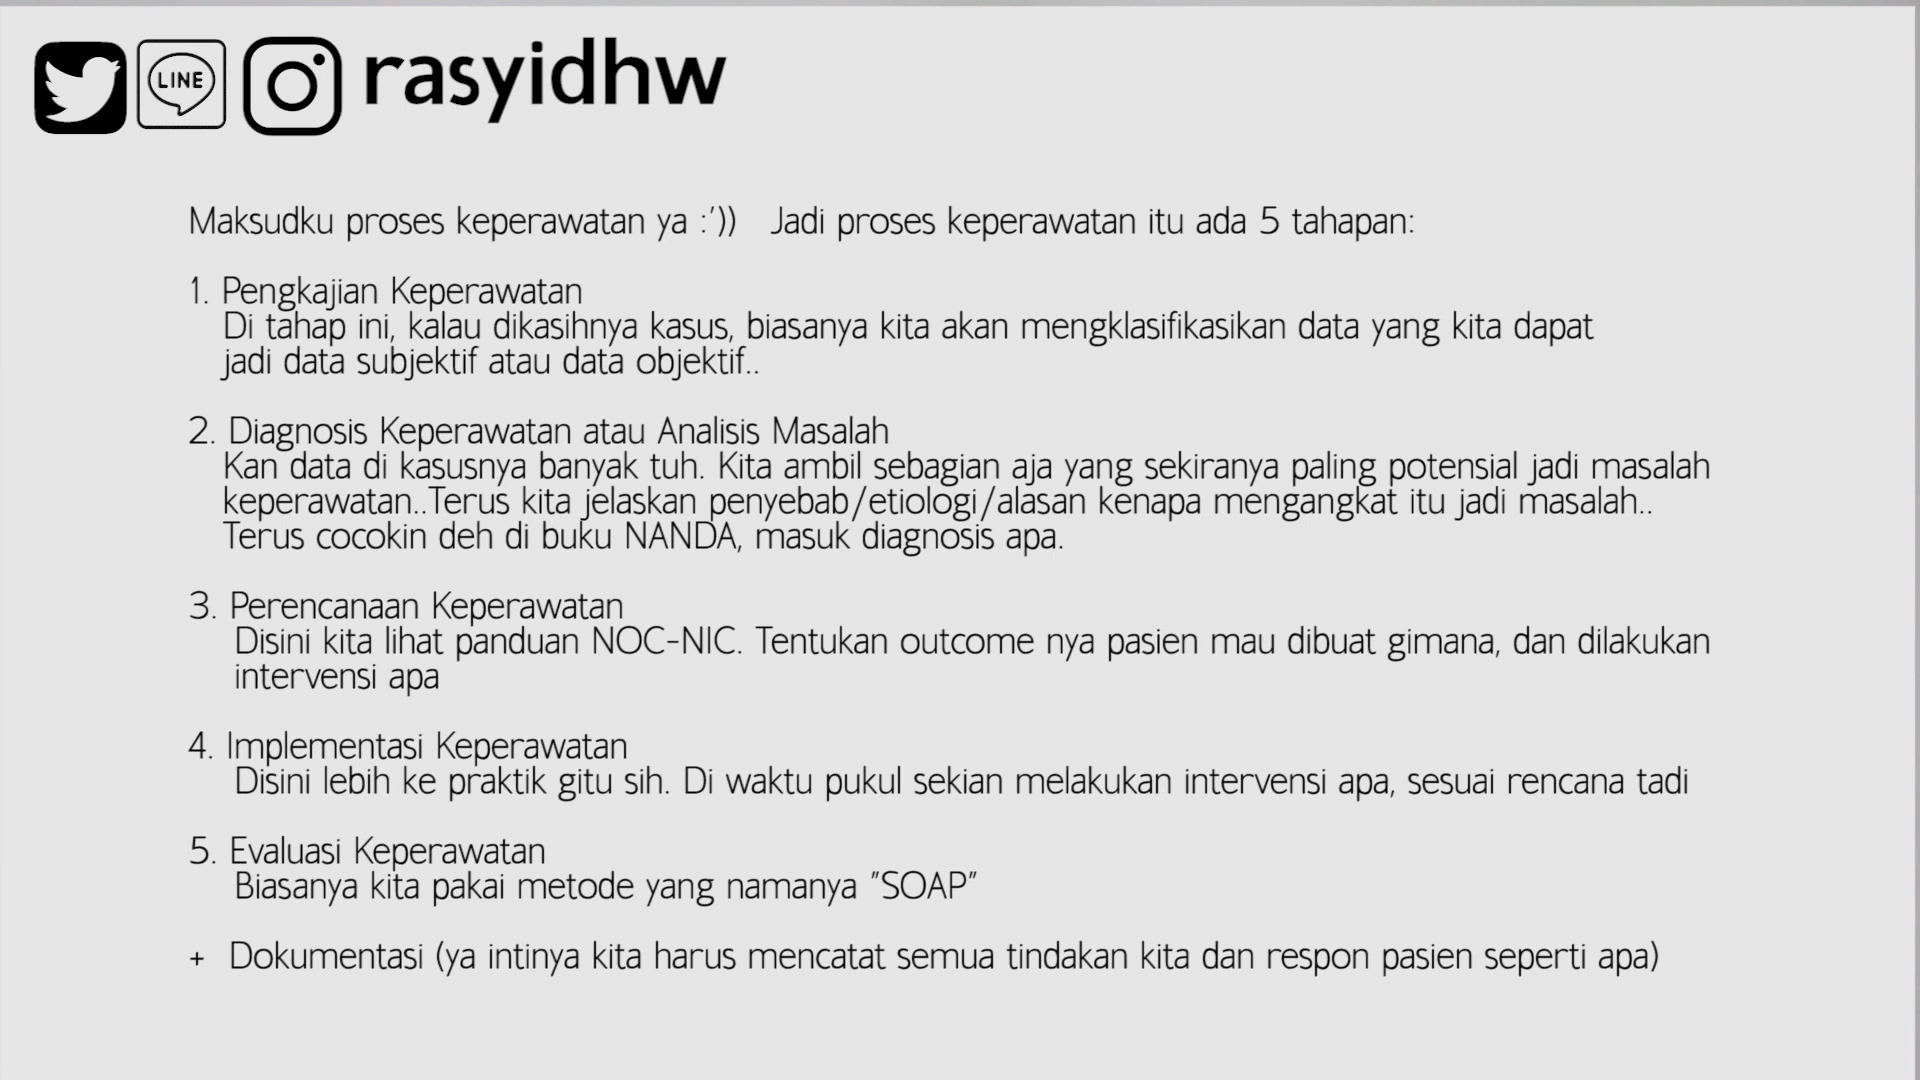 LINE
rasyidhw
Maksudku proses keperawatan ya :')) Jadi proses keperawatan itu ada 5 tahapan:
1. Pengkajian Keperawatan
Di tahap ini, kalau dikasihnya kasus, biasanya kita akan mengklasifikasikan data yang kita dapat
jadi data subjektif atau data objektif..
2. Diagnosis Keperawatan atau Analisis Masalah
Kan data di kasusnya banyak tuh. Kita ambil sebagian aja yang sekiranya paling potensial jadi masalah
keperawatan..Terus kita jelaskan penyebab/etiologi/alasan kenapa mengangkat itu jadi masalah..
Terus cocokin deh di buku NANDA, masuk diagnosis apa.
3. Perencanaan Keperawatan
Disini kita lihat panduan NOC-NIC. Tentukan outcome nya pasien mau dibuat gimana, dan dilakukan
intervensi apa
4. Implementasi Keperawatan
Disini lebih ke praktik gitu sih. Di waktu pukul sekian melakukan intervensi apa, sesuai rencana tadi
5. Evaluasi Keperawatan
Biasanya kita pakai metode yang namanya "SOAP"
+ Dokumentasi (ya intinya kita harus mencatat semua tindakan kita dan respon pasien seperti apa)